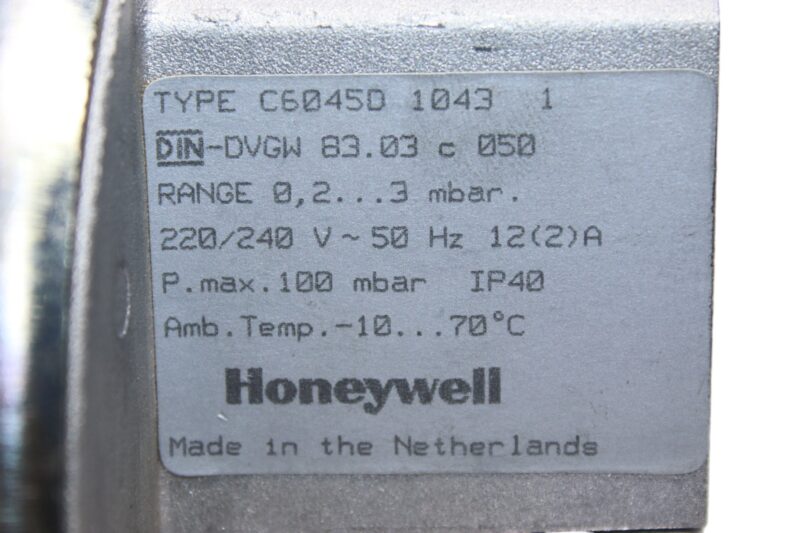 TYPE C6045D 1043 1
DIN-DVGW 83.03 c 050
RANGE 0,2...3 mbar.
220/240 V ~ 50 Hz 12(2)A
P.max.100 mbar IP40
Amb.Temp.-10...70°C
Honeywell
Made in the Netherlands